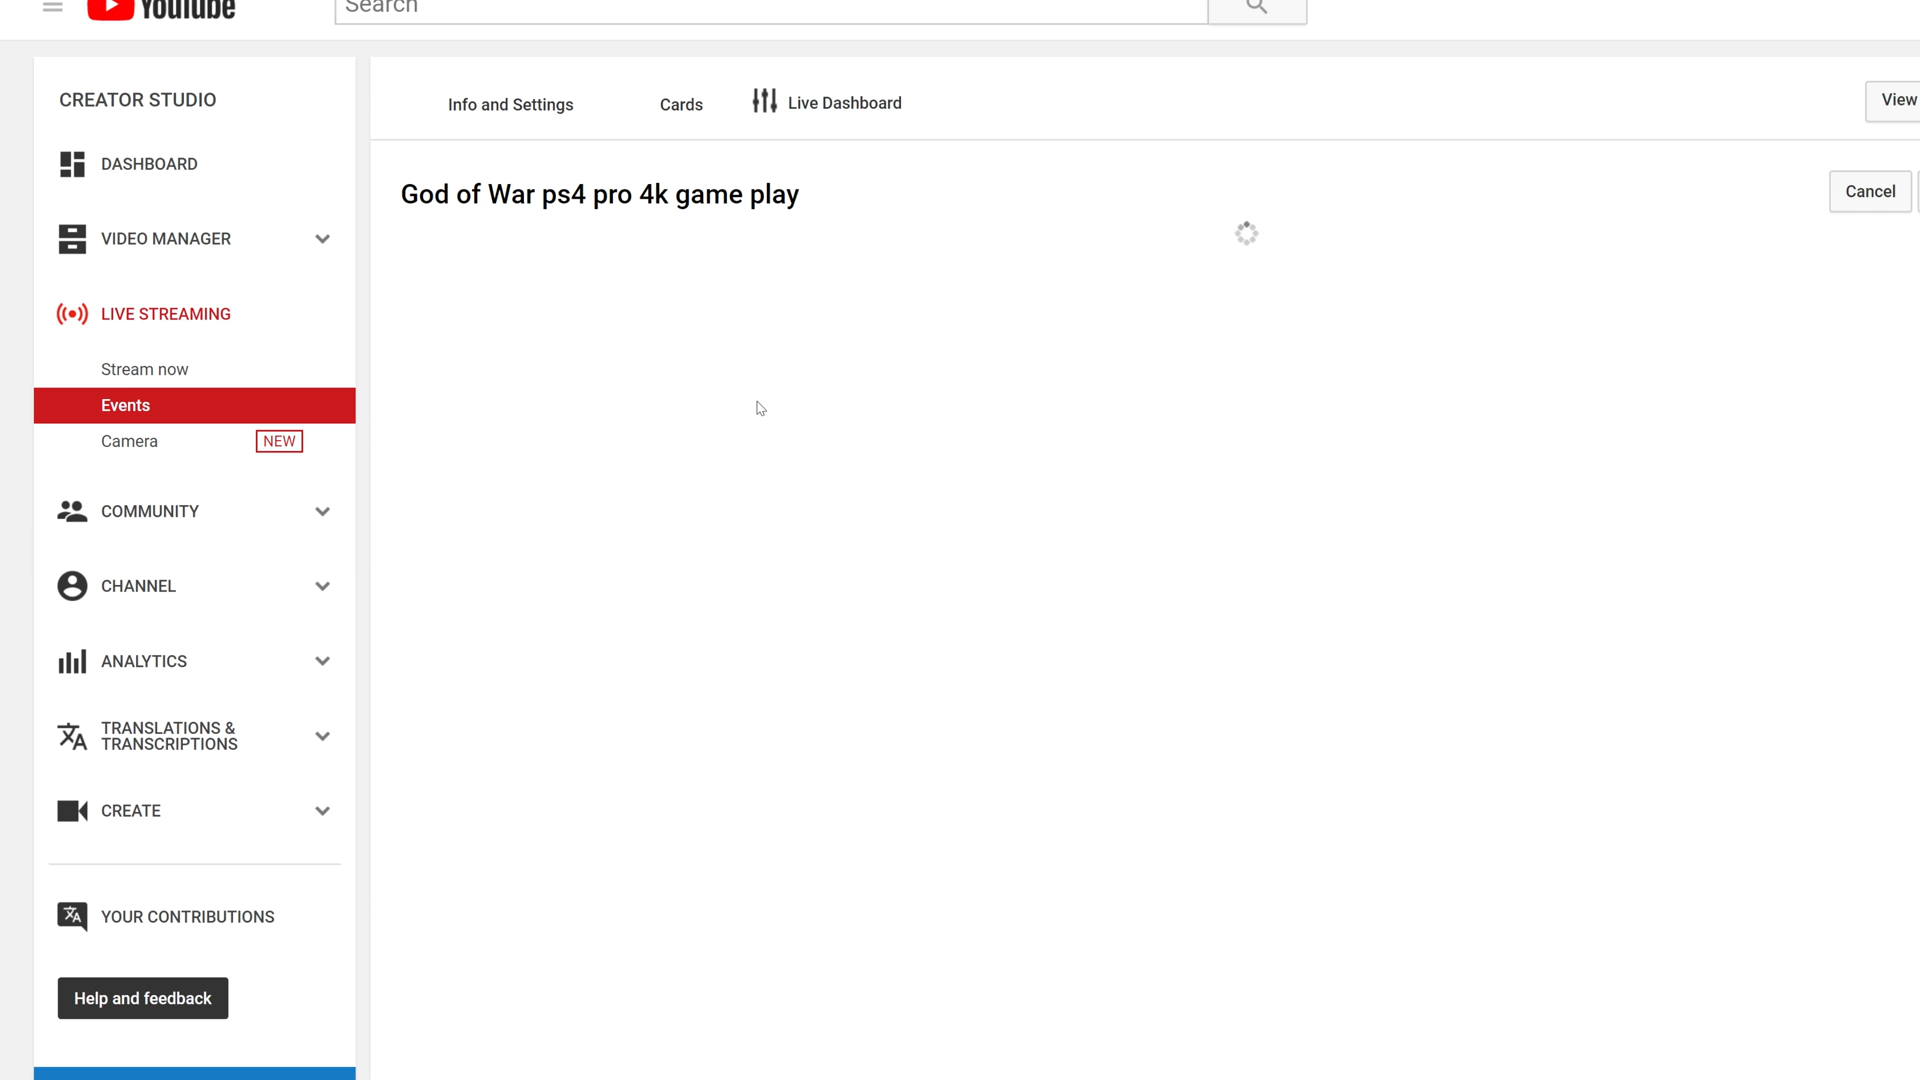 YouTube
Search
CREATOR STUDIO
Info and Settings
Cards
Live Dashboard
View
DASHBOARD
God of War ps4 pro 4k game play
Cancel
VIDEO MANAGER
LIVE STREAMING
Stream now
Events
Camera
NEW
COMMUNITY
CHANNEL
ANALYTICS
TRANSLATIONS &
TRANSCRIPTIONS
CREATE
YOUR CONTRIBUTIONS
Help and feedback